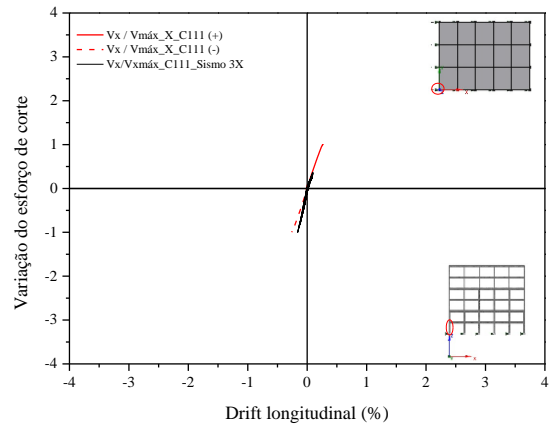 Vx / Vmáx_X_C111 (+)
Vx / Vmáx_X_C111 (-)
Vx/Vxmáx_C111_Sismo 3X
Variação do esforço de corte
4
3
2
1
0
-1
-2
-3
-4
-4 -3 -2 -1 0 1 2 3 4
Drift longitudinal (%)